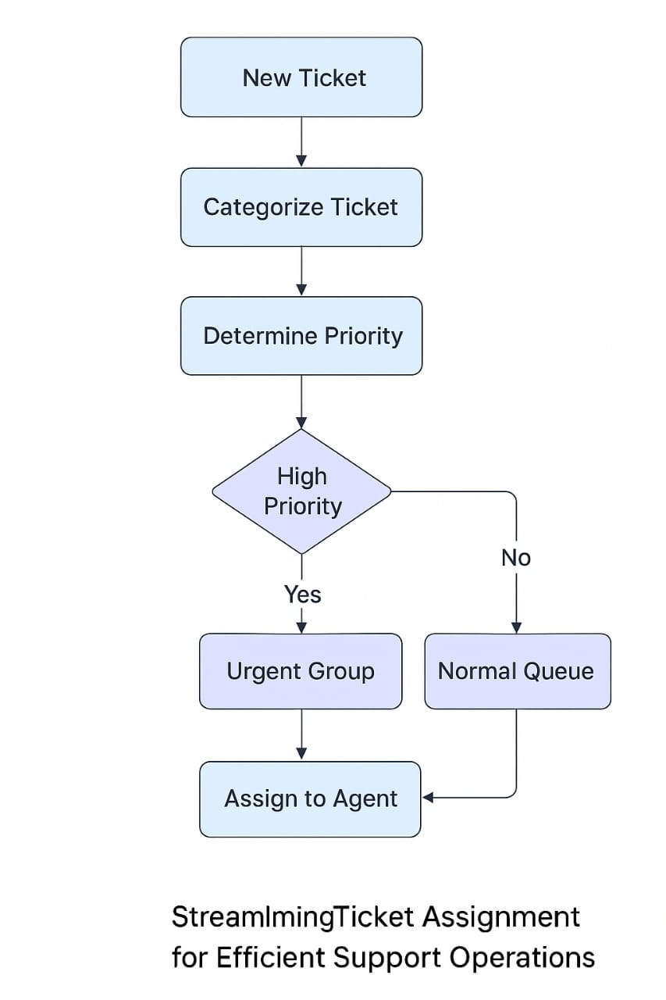 New Ticket
Categorize Ticket
Determine Priority
High
Priority
No
Yes
Urgent Group
Normal Queue
Assign to Agent
StreamlmingTicket Assignment
for Efficient Support Operations